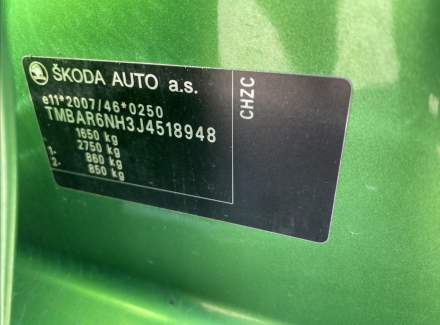 ŠKODA AUTO a.s.
e11*2007/46*0250
TMBAR6NH3J4518948
1650 kg
2750 kg
1- 860 kg
2- 850 kg
CHZC